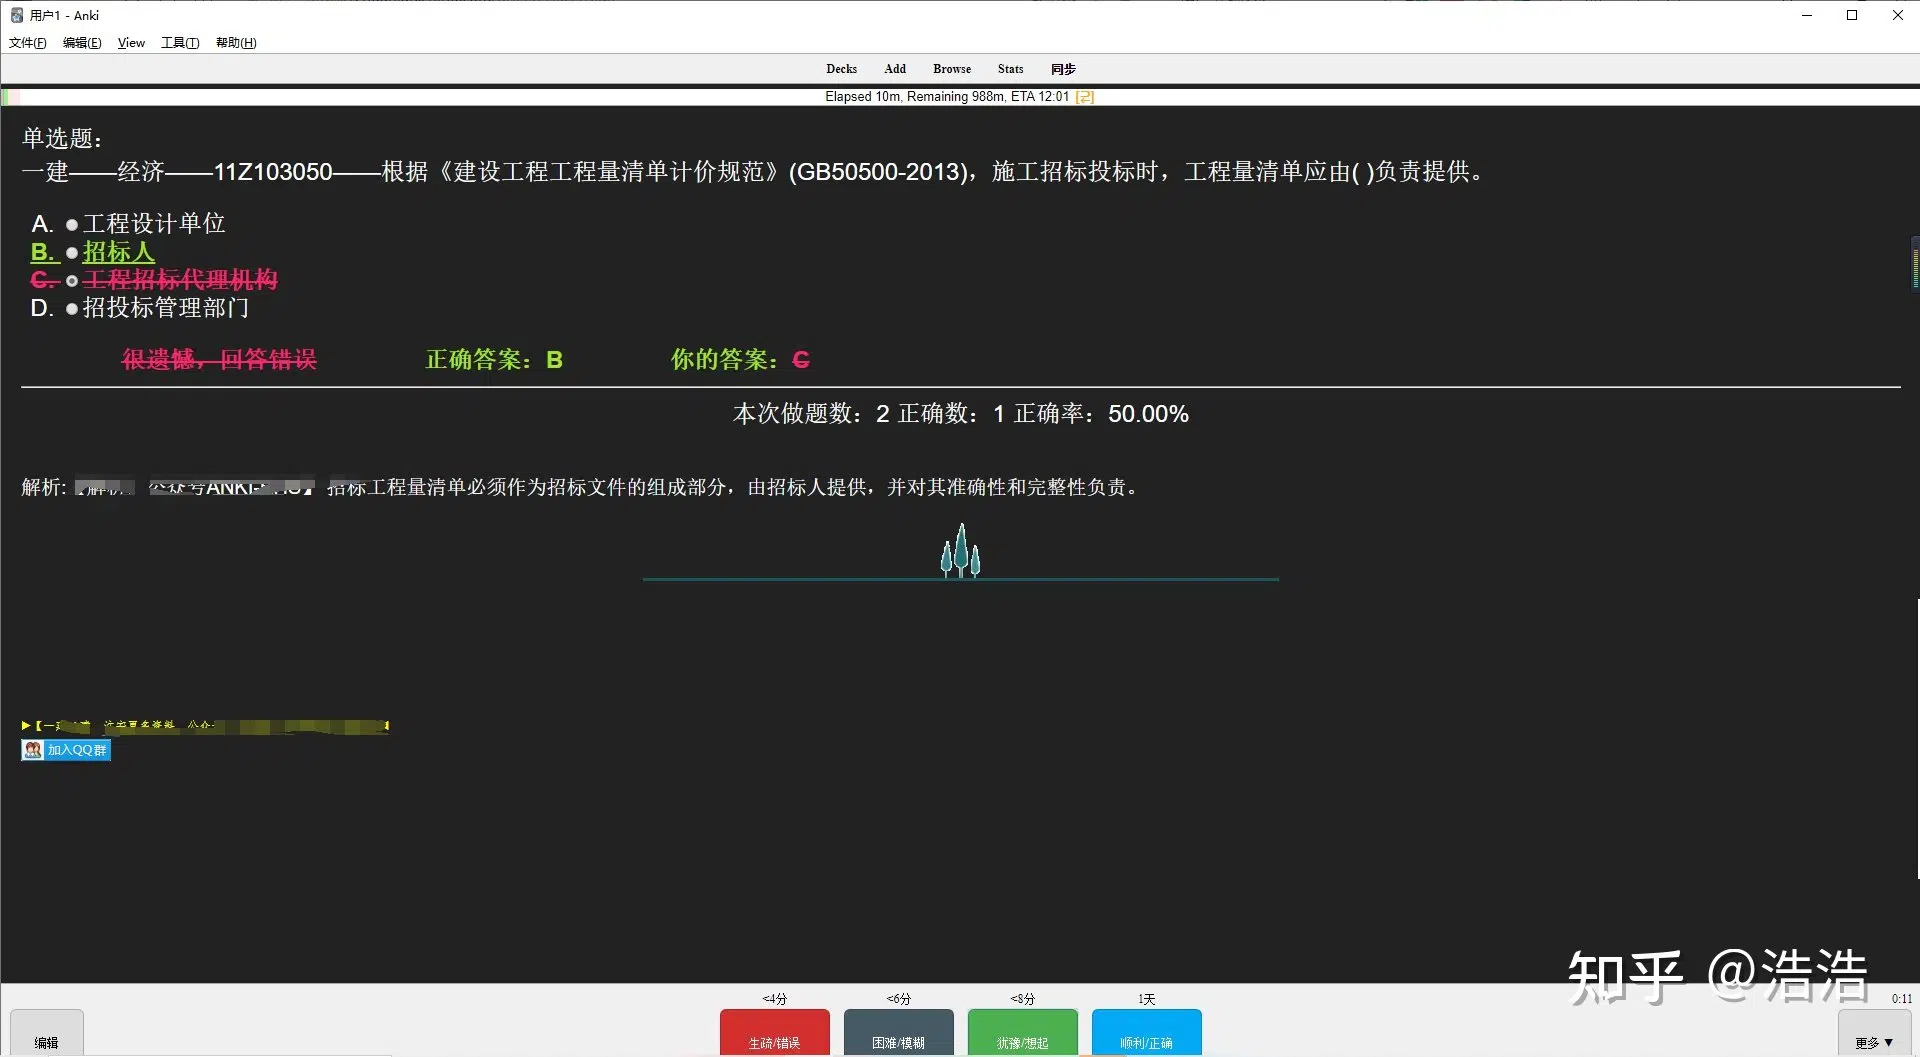 用户1 - Anki
文件(F) 编辑(E) View 工具(T) 帮助(H)
Decks Add Browse Stats 同步
Elapsed 10m, Remaining 988m, ETA 12:01
单选题：
一建——经济——11Z103050——根据《建设工程工程量清单计价规范》(GB50500-2013)，施工招标投标时，工程量清单应由( )负责提供。
A. 工程设计单位
B. 招标人
C. 工程招标代理机构
D. 招投标管理部门
很遗憾，回答错误 正确答案：B 你的答案：C
本次做题数：2 正确数：1 正确率：50.00%
解析: 招标工程量清单必须作为招标文件的组成部分，由招标人提供，并对其准确性和完整性负责。
加入QQ群
知乎 @浩浩
<4分 <6分 <8分 1天 0:11
编辑 生疏/错误 困难/模糊 犹豫/想起 顺利/正确 更多▼